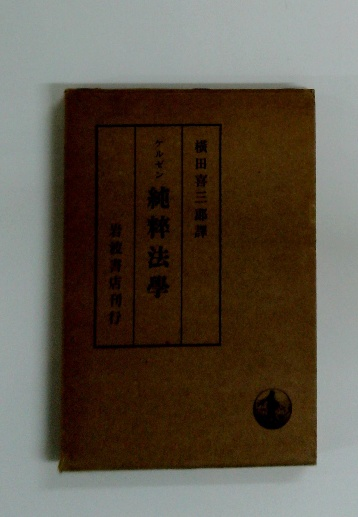 横田喜三郎譯
ケルゼン 純粋法學
岩波書店刊行